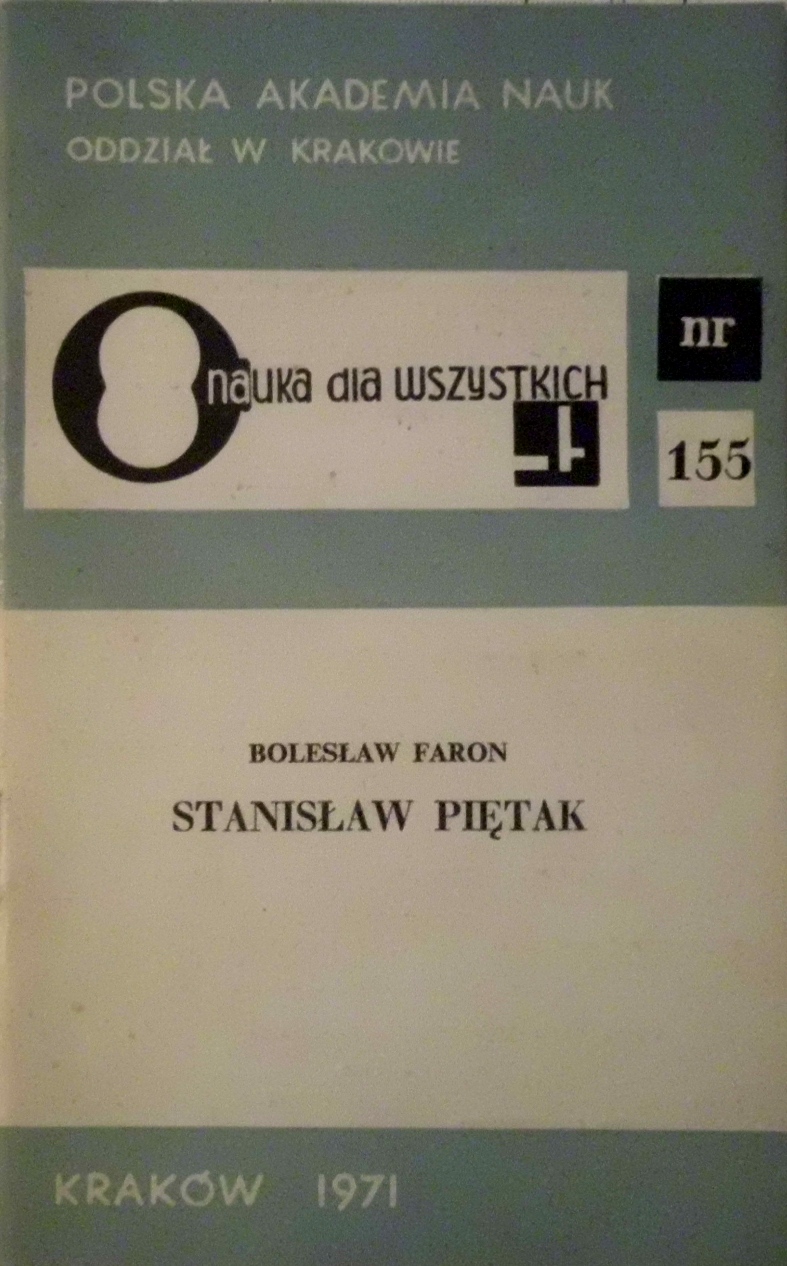 POLSKA AKADEMIA NAUK
ODDZIAŁ W KRAKOWIE
nauka dla WSZYSTKICH
nr
155
BOLESŁAW FARON
STANISŁAW PIĘTAK
KRAKÓW 1971